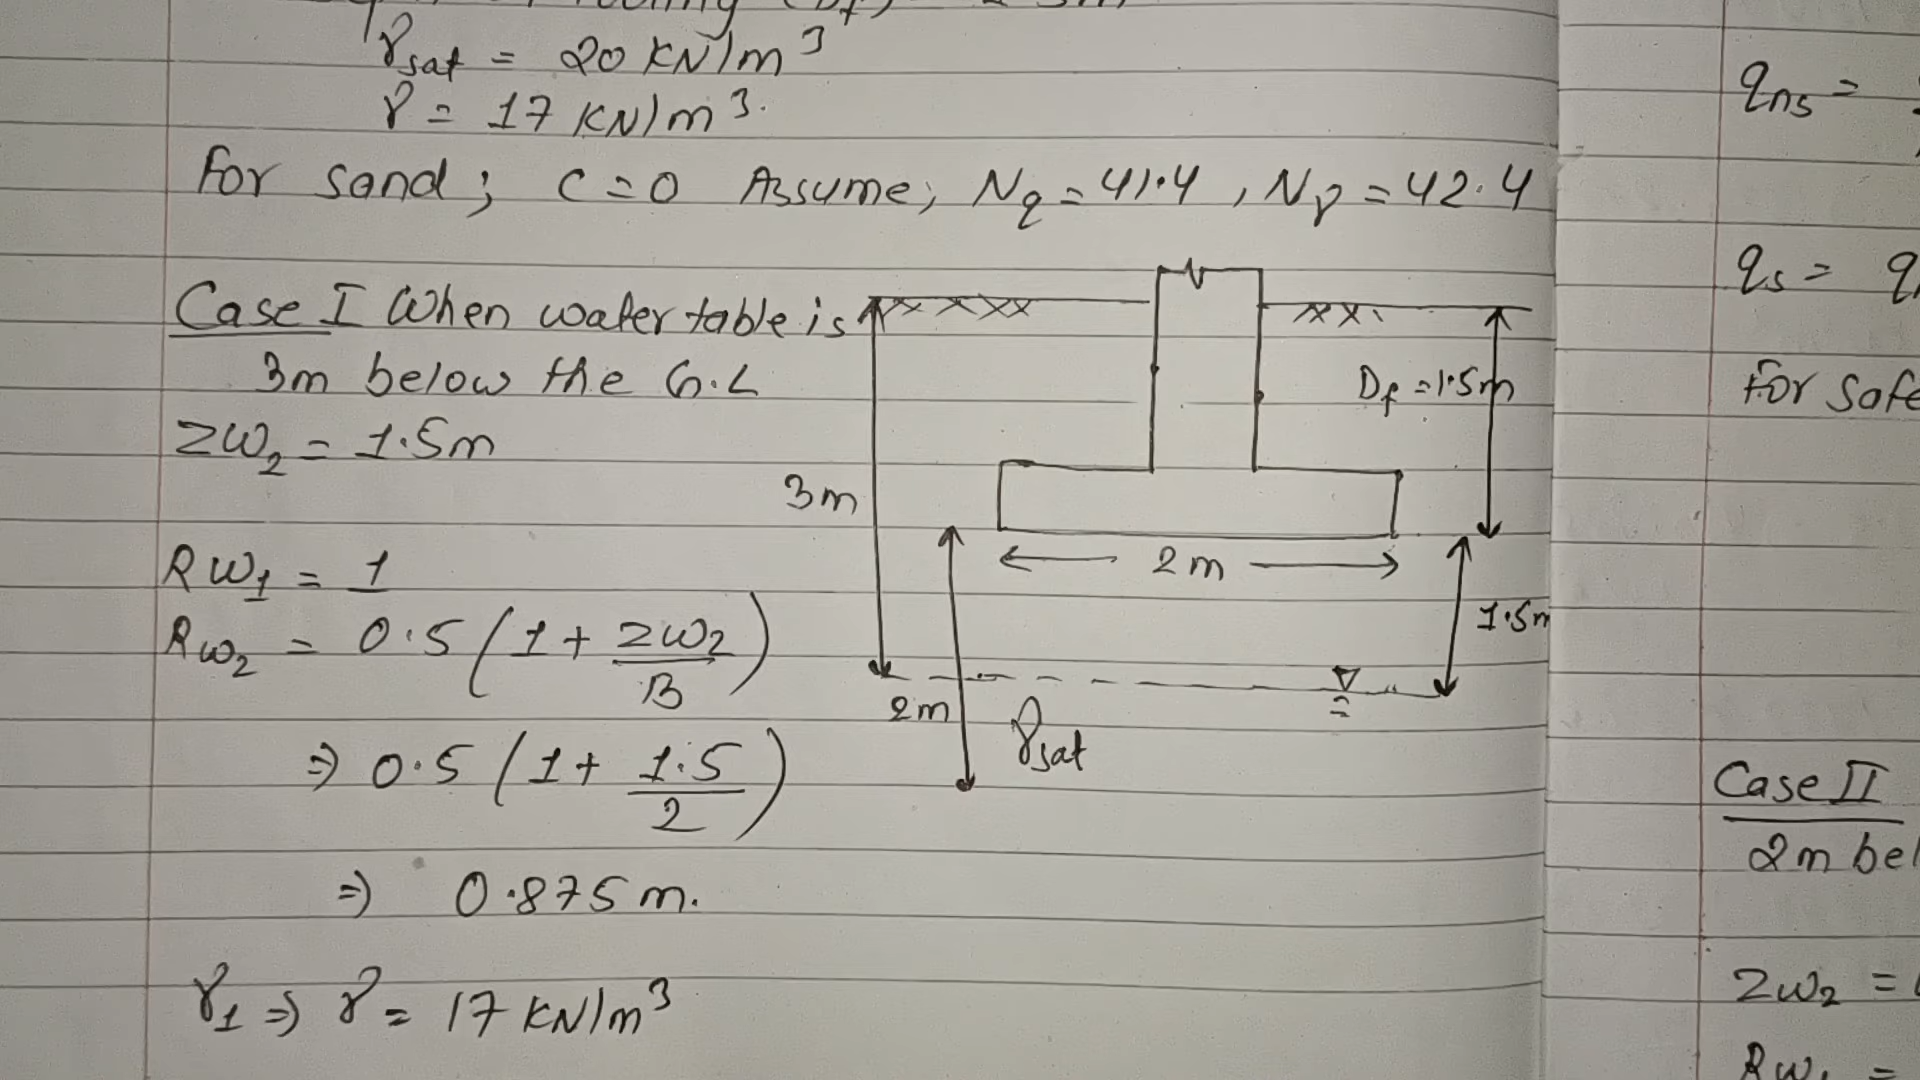 γsat = 20 KN/m³
γ = 17 KN/m³.
For sand; C=0 Assume; Nq = 41.4, Nγ = 42.4
Case I When water table is
3m below the G.L
ZW₂ = 1.5m
RW₁ = 1
RW₂ = 0.5 (1 + ZW₂/B)
⇒ 0.5 (1 + 1.5/2)
⇒ 0.875 m.
γ₁ ⇒ γ = 17 KN/m³
Df = 1.5m
3m
2m
1.5m
2m
γsat
qns =
qs =
For safe
Case II
2m bel
ZW₂ =
RW₁ =